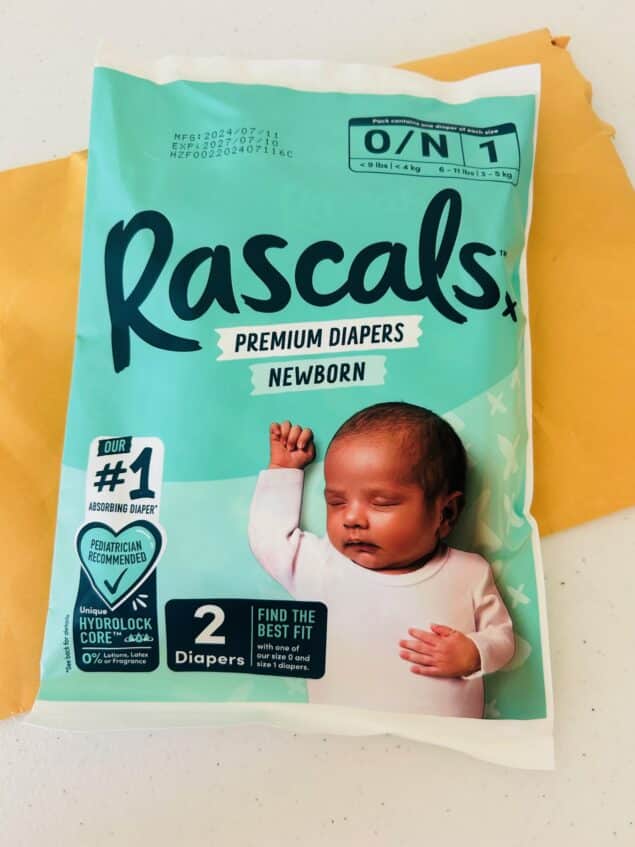 MFG:2024/07/11
EXP:2027/07/10
HZF002202407116C
Pack contains one diaper of each size
O/N 1
< 9 lbs | < 4 kg 6 - 11 lbs | 3 - 5 kg
Rascals™
PREMIUM DIAPERS
NEWBORN
OUR
#1
ABSORBING DIAPER*
PEDIATRICIAN
RECOMMENDED
Unique
HYDROLOCK
CORE™
0% Lotions, Latex
or Fragrance
*See back for details
2
Diapers
FIND THE
BEST FIT
with one of
our size 0 and
size 1 diapers.